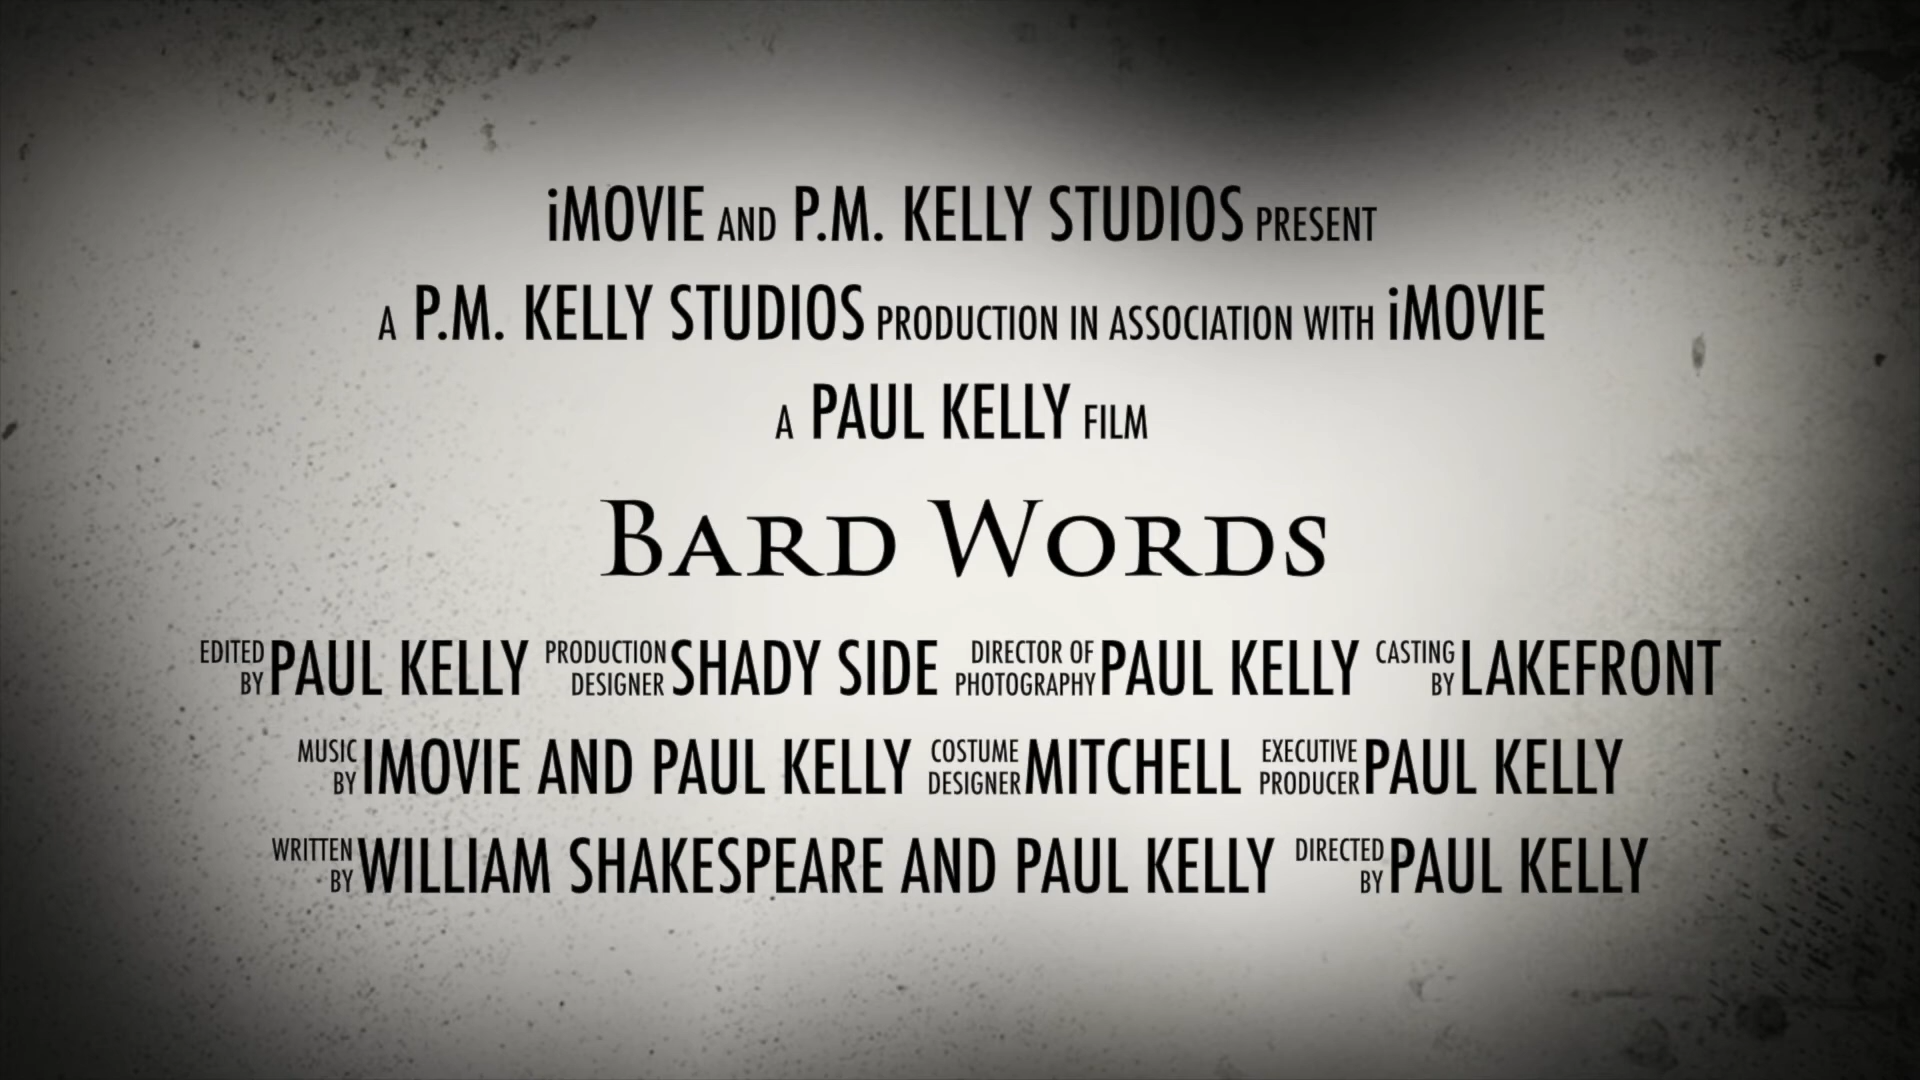 iMOVIE AND P.M. KELLY STUDIOS PRESENT
A P.M. KELLY STUDIOS PRODUCTION IN ASSOCIATION WITH iMOVIE
A PAUL KELLY FILM
BARD WORDS
EDITED BY PAUL KELLY PRODUCTION DESIGNER SHADY SIDE DIRECTOR OF PHOTOGRAPHY PAUL KELLY CASTING BY LAKEFRONT
MUSIC BY IMOVIE AND PAUL KELLY COSTUME DESIGNER MITCHELL EXECUTIVE PRODUCER PAUL KELLY
WRITTEN BY WILLIAM SHAKESPEARE AND PAUL KELLY DIRECTED BY PAUL KELLY